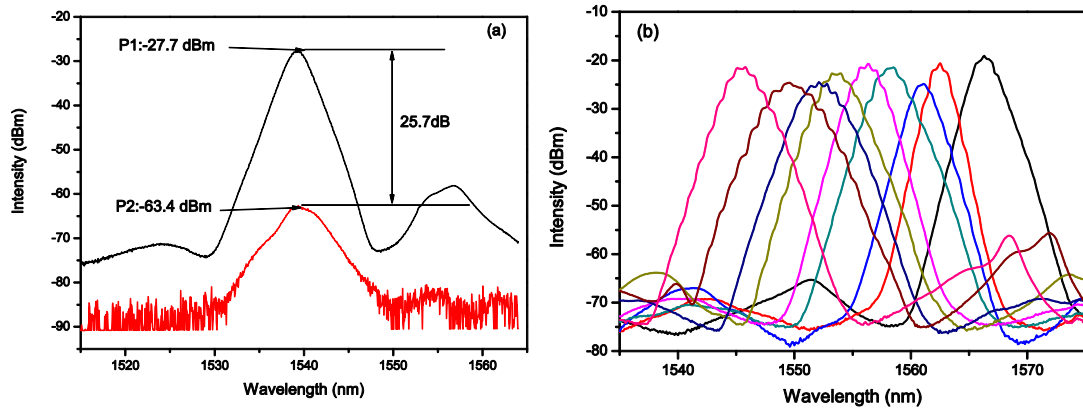 (a)
P1:-27.7 dBm
25.7dB
P2:-63.4 dBm
-20
-30
-40
-50
-60
-70
-80
-90
Intensity (dBm)
1520
1530
1540
1550
1560
Wavelength (nm)
(b)
-10
-20
-30
-40
-50
-60
-70
-80
Intensity (dBm)
1540
1550
1560
1570
Wavelength (nm)